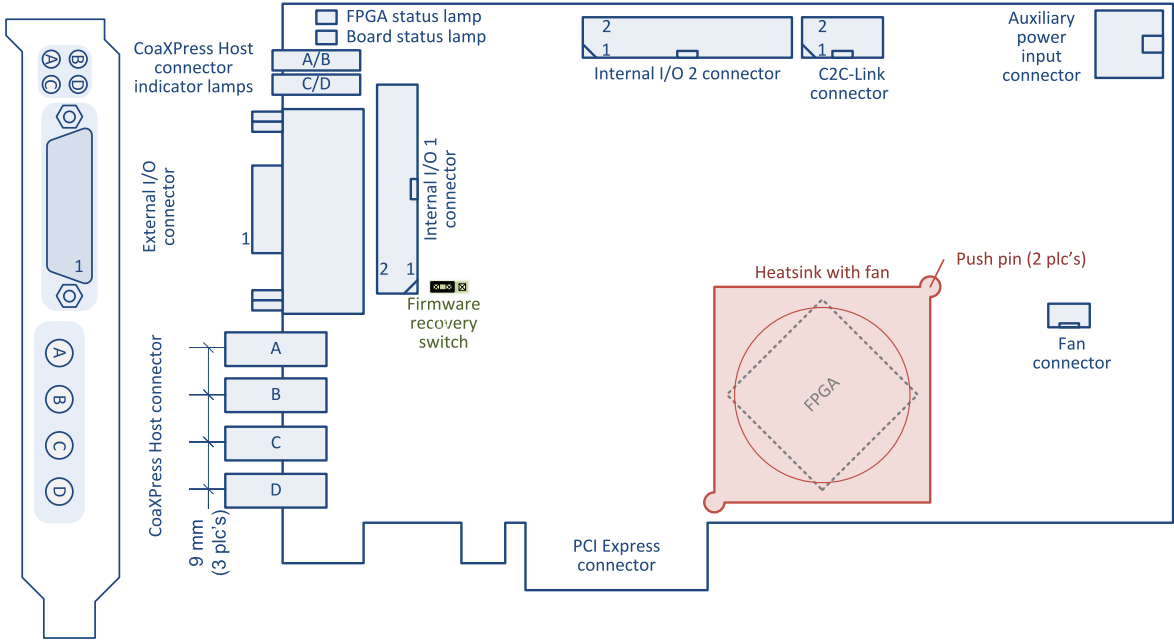 FPGA status lamp
Board status lamp
CoaXPress Host
connector
indicator lamps
A/B
C/D
A B
C D
1
External I/O
connector
1
Internal I/O 1
connector
2 1
Firmware
recovery
switch
2
1
Internal I/O 2 connector
2
1
C2C-Link
connector
Auxiliary
power
input
connector
Heatsink with fan
Push pin (2 plc's)
FPGA
Fan
connector
A
B
C
D
CoaXPress Host connector
A
B
C
D
9 mm
(3 plc's)
PCI Express
connector